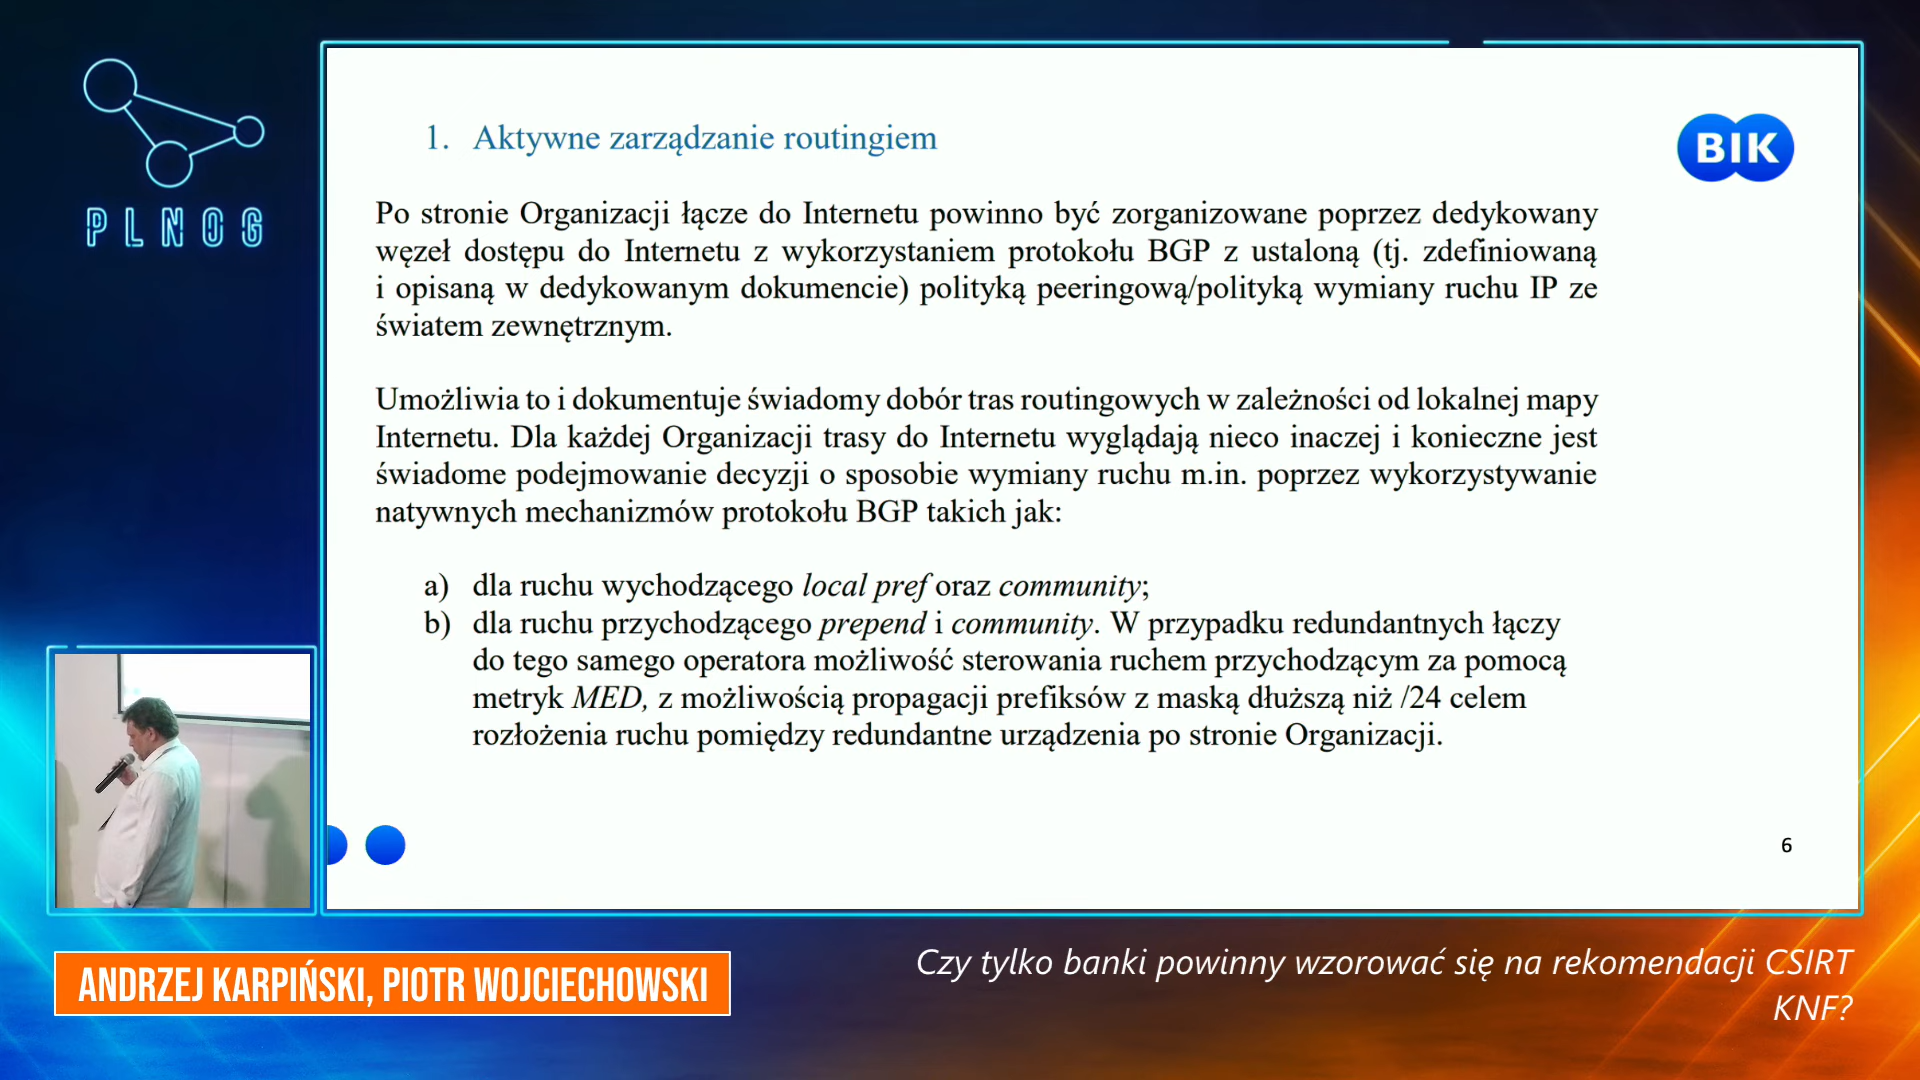 PLNOG
BIK
1. Aktywne zarządzanie routingiem
Po stronie Organizacji łącze do Internetu powinno być zorganizowane poprzez dedykowany
węzeł dostępu do Internetu z wykorzystaniem protokołu BGP z ustaloną (tj. zdefiniowaną
i opisaną w dedykowanym dokumencie) polityką peeringową/polityką wymiany ruchu IP ze
światem zewnętrznym.
Umożliwia to i dokumentuje świadomy dobór tras routingowych w zależności od lokalnej mapy
Internetu. Dla każdej Organizacji trasy do Internetu wyglądają nieco inaczej i konieczne jest
świadome podejmowanie decyzji o sposobie wymiany ruchu m.in. poprzez wykorzystywanie
natywnych mechanizmów protokołu BGP takich jak:
a) dla ruchu wychodzącego local pref oraz community;
b) dla ruchu przychodzącego prepend i community. W przypadku redundantnych łączy
do tego samego operatora możliwość sterowania ruchem przychodzącym za pomocą
metryk MED, z możliwością propagacji prefiksów z maską dłuższą niż /24 celem
rozłożenia ruchu pomiędzy redundantne urządzenia po stronie Organizacji.
6
ANDRZEJ KARPIŃSKI, PIOTR WOJCIECHOWSKI
Czy tylko banki powinny wzorować się na rekomendacji CSIRT
KNF?